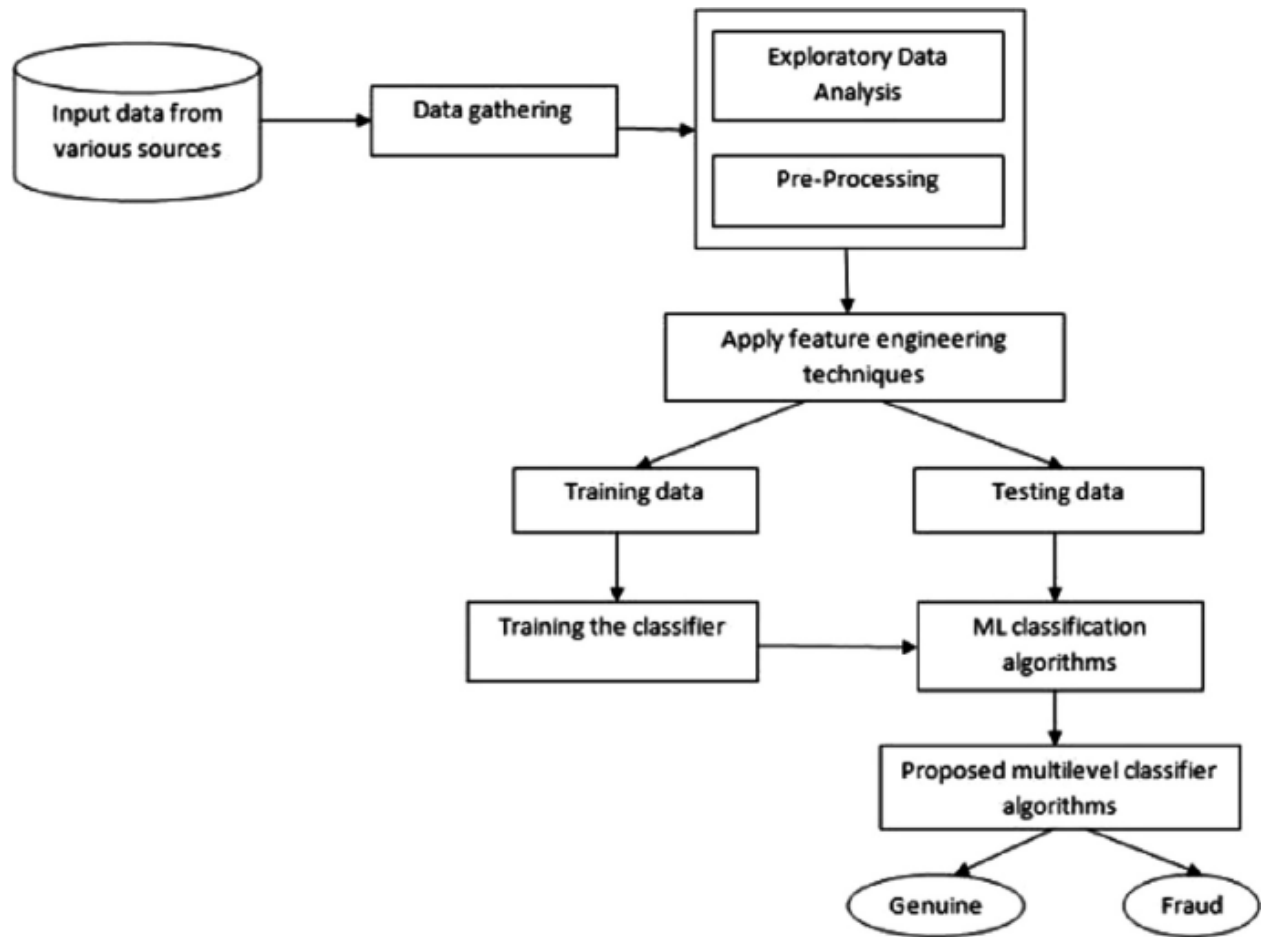 Input data from
various sources
Data gathering
Exploratory Data
Analysis
Pre-Processing
Apply feature engineering
techniques
Training data
Testing data
Training the classifier
ML classification
algorithms
Proposed multilevel classifier
algorithms
Genuine
Fraud